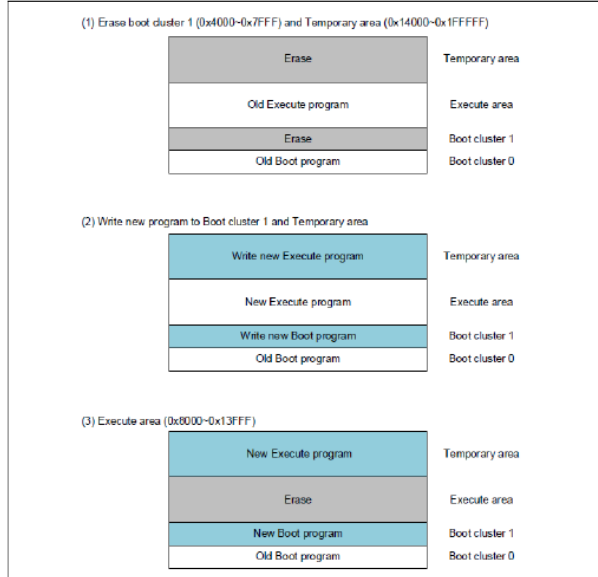 (1) Erase boot cluster 1 (0x4000~0x7FFF) and Temporary area (0x14000~0x1FFFFF)
Erase Temporary area
Old Execute program Execute area
Erase Boot cluster 1
Old Boot program Boot cluster 0
(2) Write new program to Boot cluster 1 and Temporary area
Write new Execute program Temporary area
New Execute program Execute area
Write new Boot program Boot cluster 1
Old Boot program Boot cluster 0
(3) Execute area (0x8000~0x13FFF)
New Execute program Temporary area
Erase Execute area
New Boot program Boot cluster 1
Old Boot program Boot cluster 0